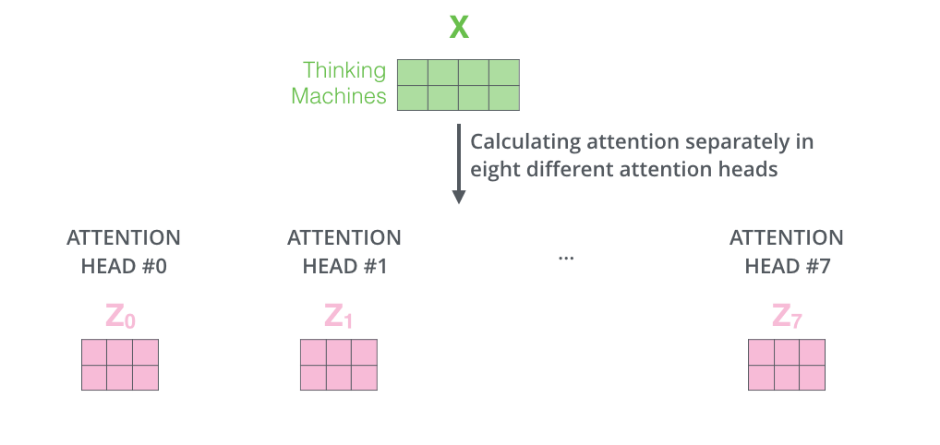 X
Thinking
Machines
Calculating attention separately in
eight different attention heads
ATTENTION
HEAD #0
ATTENTION
HEAD #1
...
ATTENTION
HEAD #7
Z0
Z1
Z7